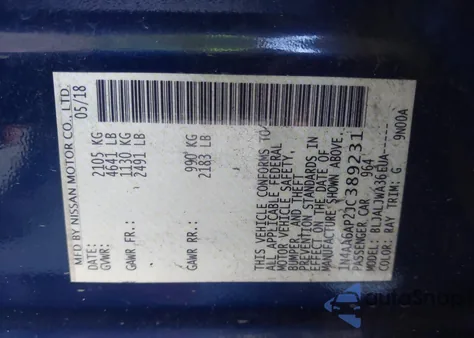 MFD BY NISSAN MOTOR CO., LTD.
DATE: 05/18
GVWR: 2105 KG
4641 LB
GAWR FR.: 1130 KG
2491 LB
GAWR RR.: 990 KG
2183 LB
THIS VEHICLE CONFORMS TO
ALL APPLICABLE FEDERAL
MOTOR VEHICLE SAFETY,
BUMPER, AND THEFT
PREVENTION STANDARDS IN
EFFECT ON THE DATE OF
MANUFACTURE SHOWN ABOVE.
1N4AA6AP2JC389231
PASSENGER CAR 964
MODEL: BLJALJWA36EUA
COLOR: RAY TRIM: G
9N00A
autoSnap